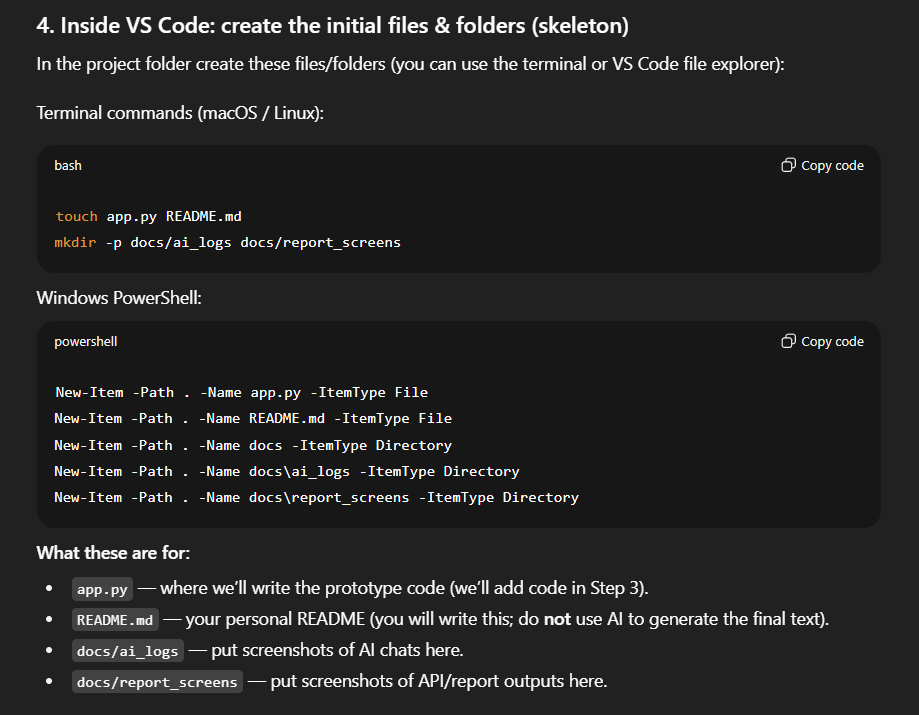 4. Inside VS Code: create the initial files & folders (skeleton)
In the project folder create these files/folders (you can use the terminal or VS Code file explorer):
Terminal commands (macOS / Linux):
bash
Copy code
touch app.py README.md
mkdir -p docs/ai_logs docs/report_screens
Windows PowerShell:
powershell
Copy code
New-Item -Path . -Name app.py -ItemType File
New-Item -Path . -Name README.md -ItemType File
New-Item -Path . -Name docs -ItemType Directory
New-Item -Path . -Name docs\ai_logs -ItemType Directory
New-Item -Path . -Name docs\report_screens -ItemType Directory
What these are for:
• app.py — where we’ll write the prototype code (we’ll add code in Step 3).
• README.md — your personal README (you will write this; do not use AI to generate the final text).
• docs/ai_logs — put screenshots of AI chats here.
• docs/report_screens — put screenshots of API/report outputs here.